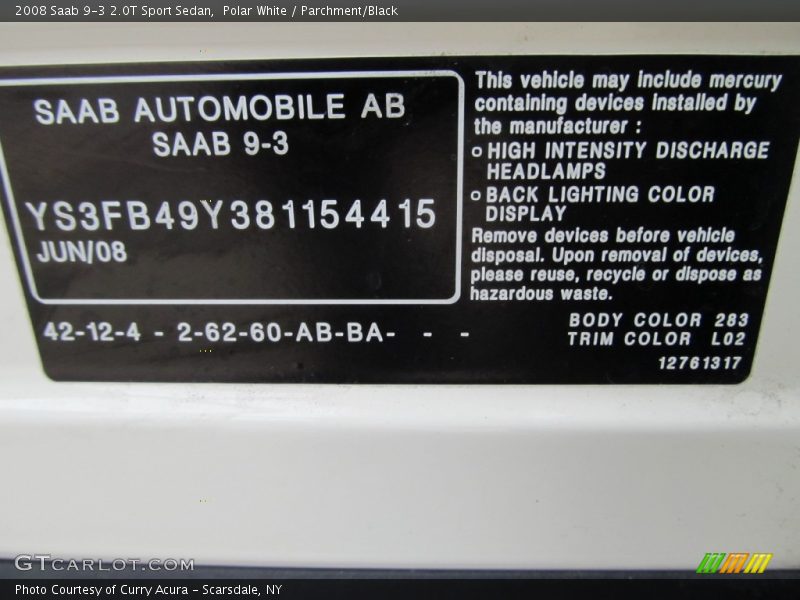 2008 Saab 9-3 2.0T Sport Sedan,  Polar White / Parchment/Black
SAAB AUTOMOBILE AB
SAAB 9-3
YS3FB49Y381154415
JUN/08
42-12-4 - 2-62-60-AB-BA- - -
This vehicle may include mercury
containing devices installed by
the manufacturer :
o HIGH INTENSITY DISCHARGE
HEADLAMPS
o BACK LIGHTING COLOR
DISPLAY
Remove devices before vehicle
disposal. Upon removal of devices,
please reuse, recycle or dispose as
hazardous waste.
BODY COLOR 283
TRIM COLOR L02
12761317
GTCARLOT.COM
Photo Courtesy of Curry Acura - Scarsdale, NY